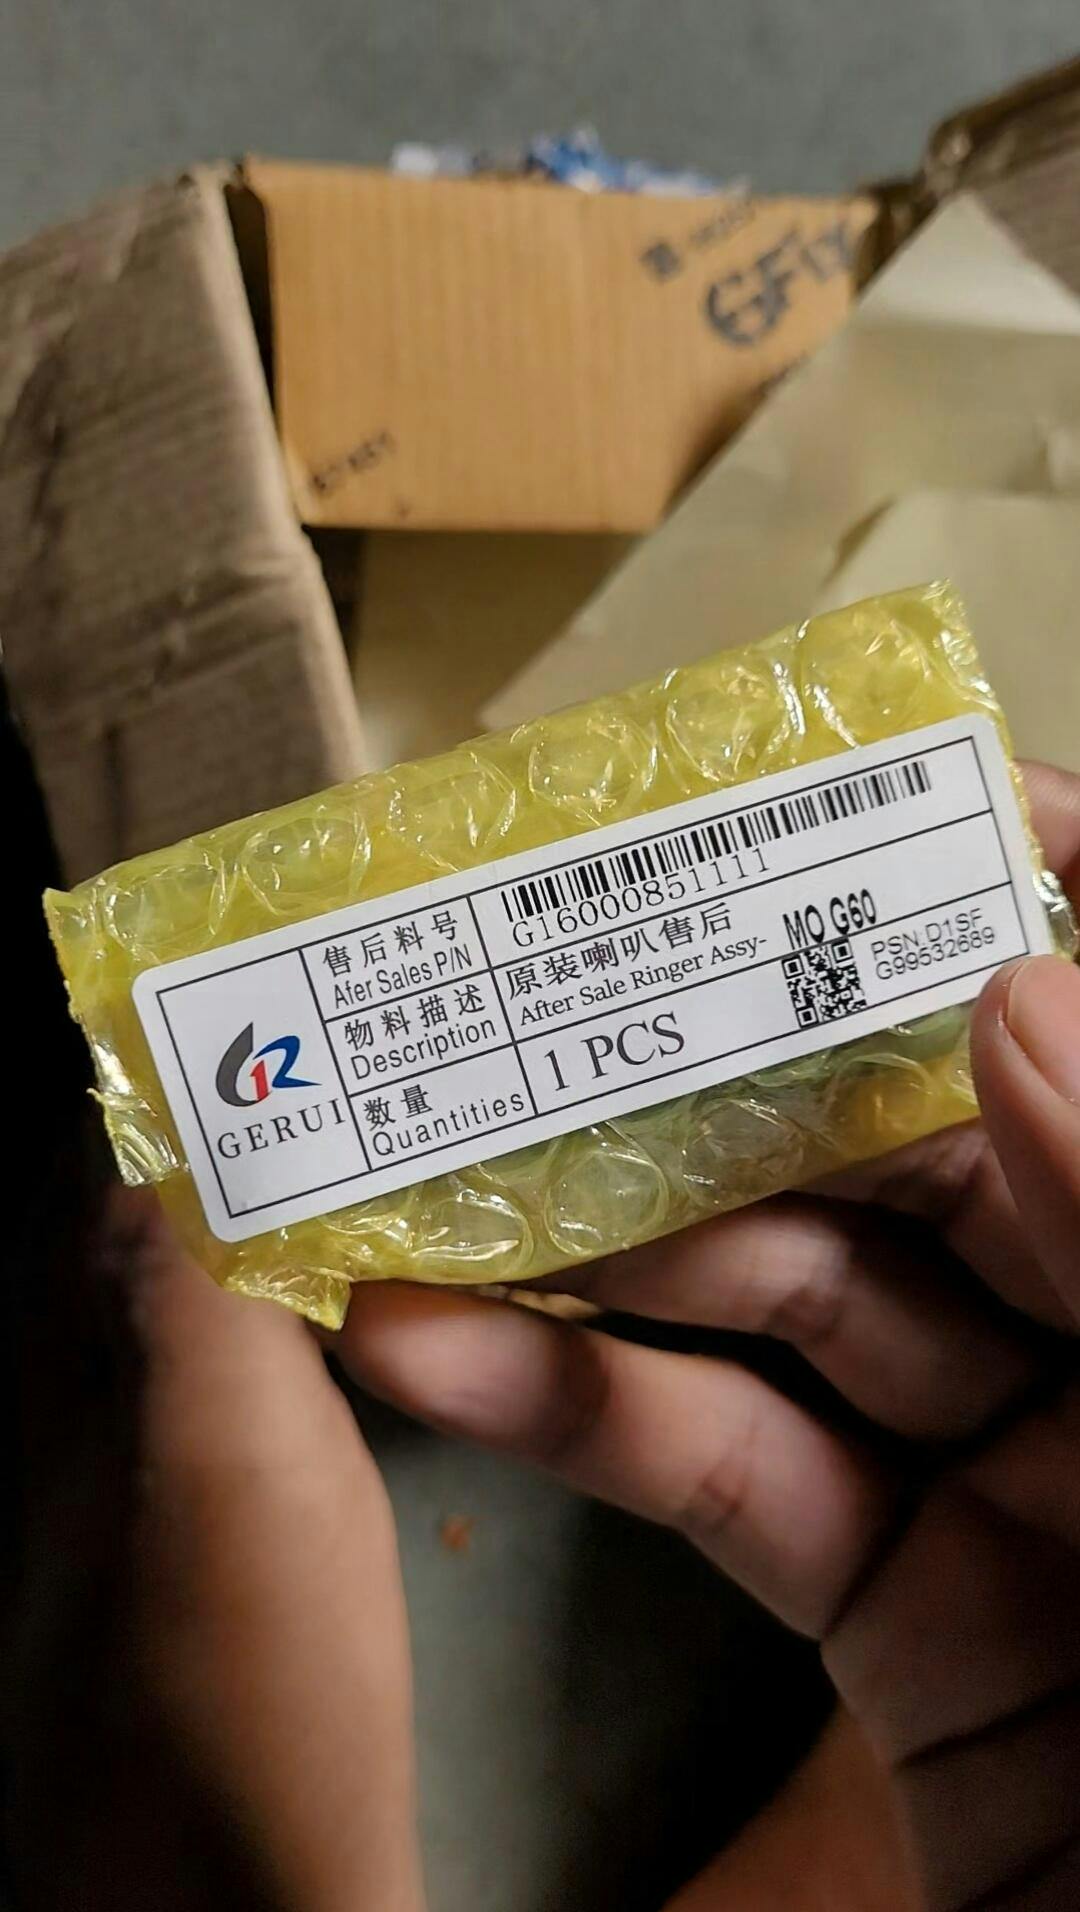 GFix
售后料号
Afer Sales P/N
G16000851111
物料描述
Description
原装喇叭售后
After Sale Ringer Assy-
MO G60
数量
Quantities
1 PCS
PSN:D1SF
G99532689
GERUI